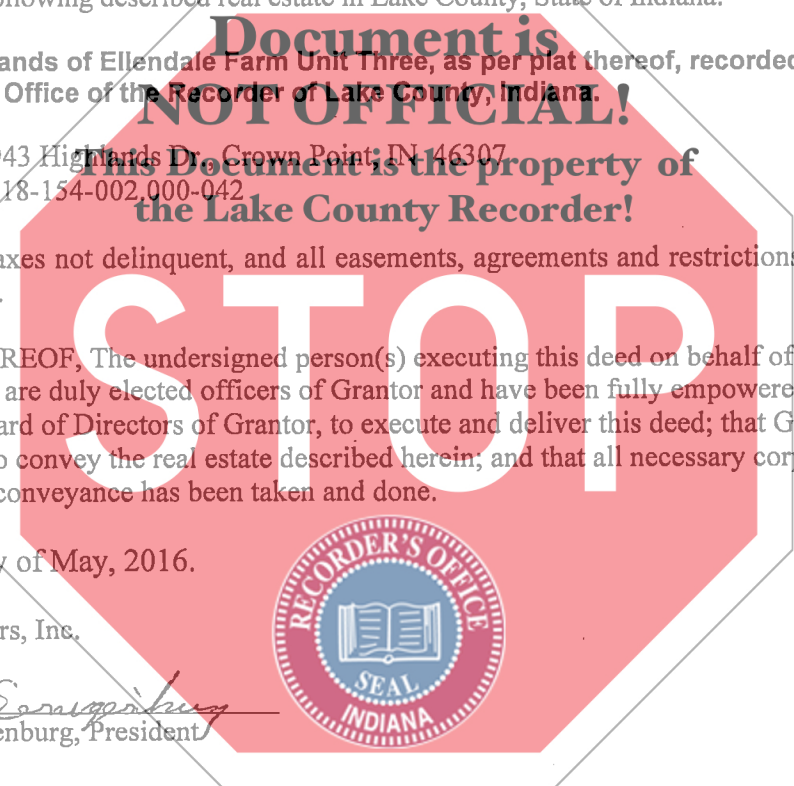 following described real estate in Lake County, State of Indiana:
Document is
ands of Ellendale Farm Unit Three, as per plat thereof, recorded
Office of the Recorder of Lake County, Indiana.
NOT OFFICIAL!
43 Highlands Dr., Crown Point, IN 46307
This Document is the property of
18-154-002.000-042
the Lake County Recorder!
axes not delinquent, and all easements, agreements and restrictions
STOP
REOF, The undersigned person(s) executing this deed on behalf of
are duly elected officers of Grantor and have been fully empowere
ard of Directors of Grantor, to execute and deliver this deed; that G
o convey the real estate described herein; and that all necessary corp
conveyance has been taken and done.
y of May, 2016.
rs, Inc.
RECORDER'S OFFICE
SEAL
INDIANA
enburg, President